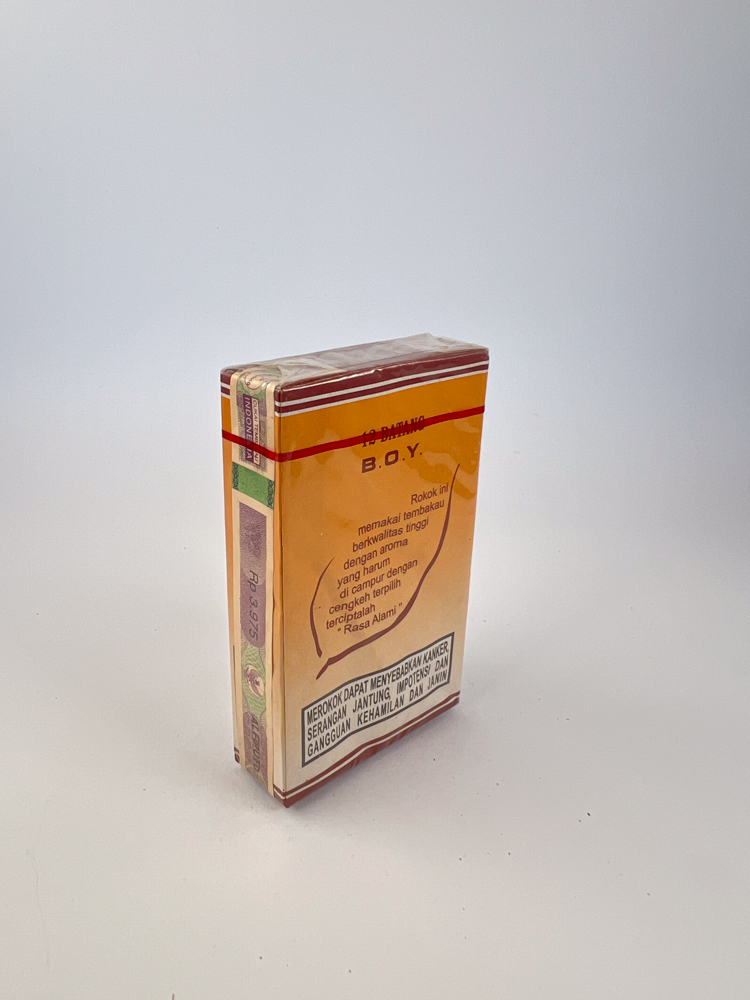 12 BATANG
B.O.Y.
Rokok ini
memakai tembakau
berkwalitas tinggi
dengan aroma
yang harum
di campur dengan
cengkeh terpilih
terciptalah
" Rasa Alami "
MEROKOK DAPAT MENYEBABKAN KANKER,
SERANGAN JANTUNG, IMPOTENSI DAN
GANGGUAN KEHAMILAN DAN JANIN
INDONESIA
Rp 3.975